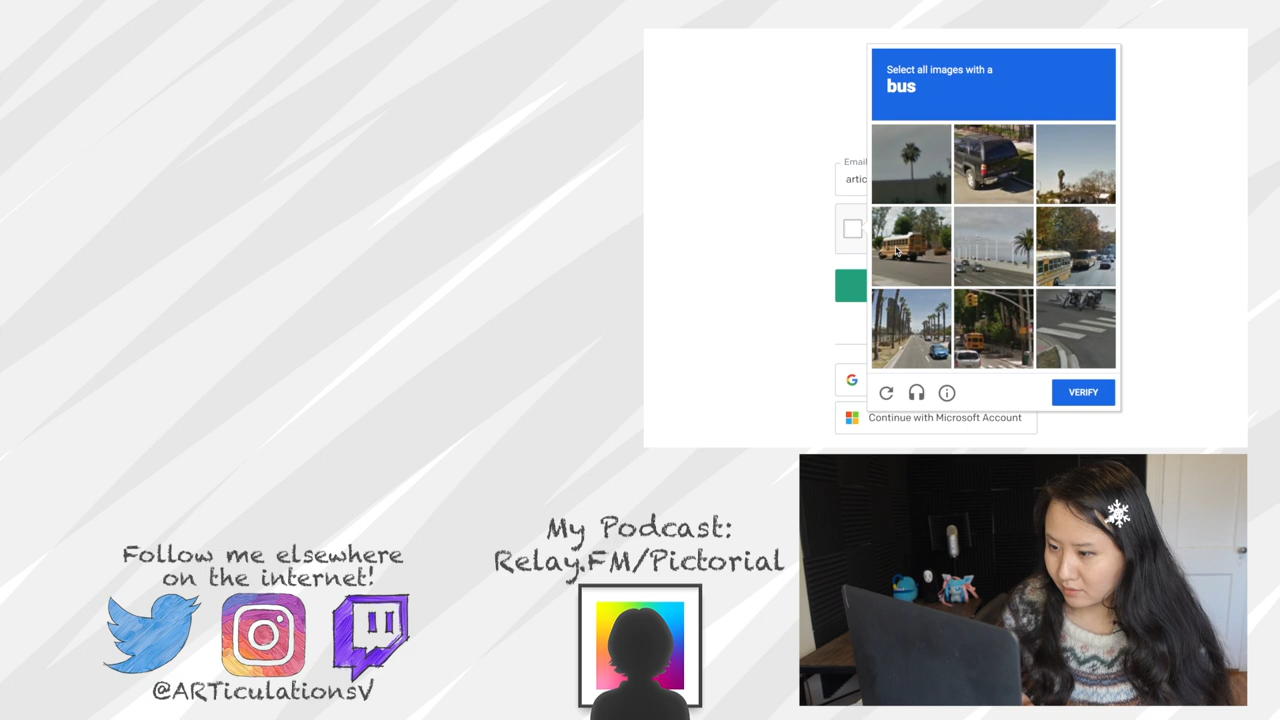 Select all images with a
bus
Email
artic
VERIFY
Continue with Microsoft Account
My Podcast:
Relay.FM/Pictorial
Follow me elsewhere
on the internet!
@ARTiculationsV